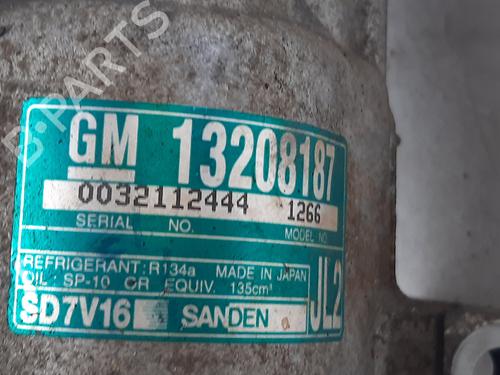 B-PARTS
GM 13208187
0032112444 1266
SERIAL NO. MODEL NO.
REFRIGERANT: R134a MADE IN JAPAN
OIL: SP-10 OR EQUIV. 135cm³
SD7V16 SANDEN JL2